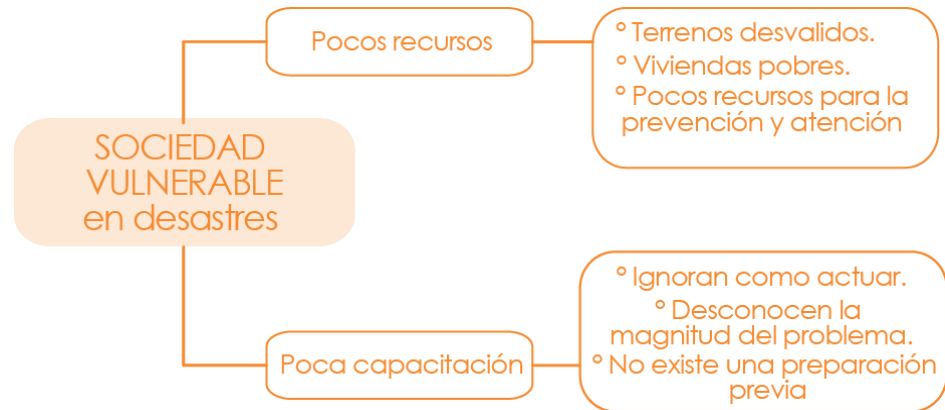 SOCIEDAD
VULNERABLE
en desastres
Pocos recursos
° Terrenos desvalidos.
° Viviendas pobres.
° Pocos recursos para la
prevención y atención
Poca capacitación
° Ignoran como actuar.
° Desconocen la
magnitud del problema.
° No existe una preparación
previa